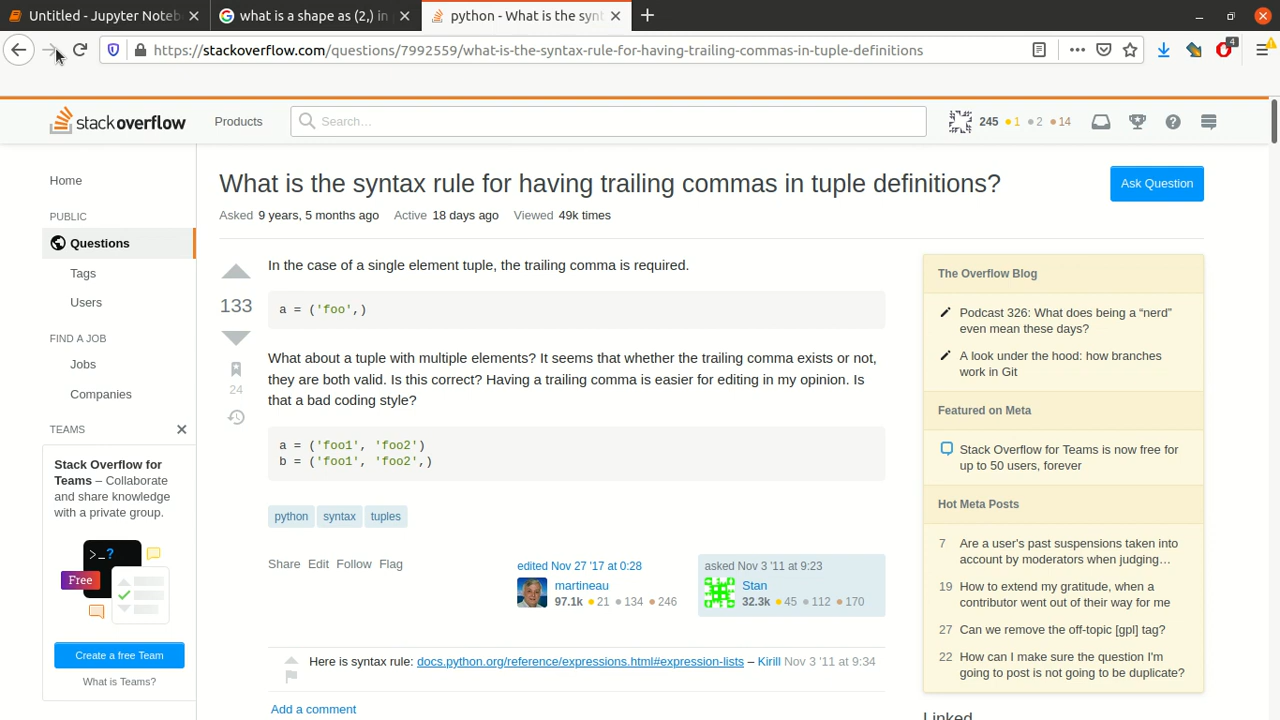 Untitled - Jupyter Noteb
what is a shape as (2,) in
python - What is the synt
https://stackoverflow.com/questions/7992559/what-is-the-syntax-rule-for-having-trailing-commas-in-tuple-definitions
4
stackoverflow
Products
Search…
245 1 2 14
Home
PUBLIC
Questions
Tags
Users
FIND A JOB
Jobs
Companies
TEAMS
Stack Overflow for
Teams – Collaborate
and share knowledge
with a private group.
>_?
Free
Create a free Team
What is Teams?
What is the syntax rule for having trailing commas in tuple definitions?
Ask Question
Asked 9 years, 5 months ago Active 18 days ago Viewed 49k times
133
24
In the case of a single element tuple, the trailing comma is required.
a = ('foo',)
What about a tuple with multiple elements? It seems that whether the trailing comma exists or not,
they are both valid. Is this correct? Having a trailing comma is easier for editing in my opinion. Is
that a bad coding style?
a = ('foo1', 'foo2')
b = ('foo1', 'foo2',)
python syntax tuples
Share Edit Follow Flag
edited Nov 27 '17 at 0:28
martineau
97.1k 21 134 246
asked Nov 3 '11 at 9:23
Stan
32.3k 45 112 170
Here is syntax rule: docs.python.org/reference/expressions.html#expression-lists – Kirill Nov 3 '11 at 9:34
Add a comment
The Overflow Blog
Podcast 326: What does being a “nerd”
even mean these days?
A look under the hood: how branches
work in Git
Featured on Meta
Stack Overflow for Teams is now free for
up to 50 users, forever
Hot Meta Posts
7 Are a user's past suspensions taken into
account by moderators when judging…
19 How to extend my gratitude, when a
contributor went out of their way for me
27 Can we remove the off-topic [gpl] tag?
22 How can I make sure the question I'm
going to post is not going to be duplicate?
Linked